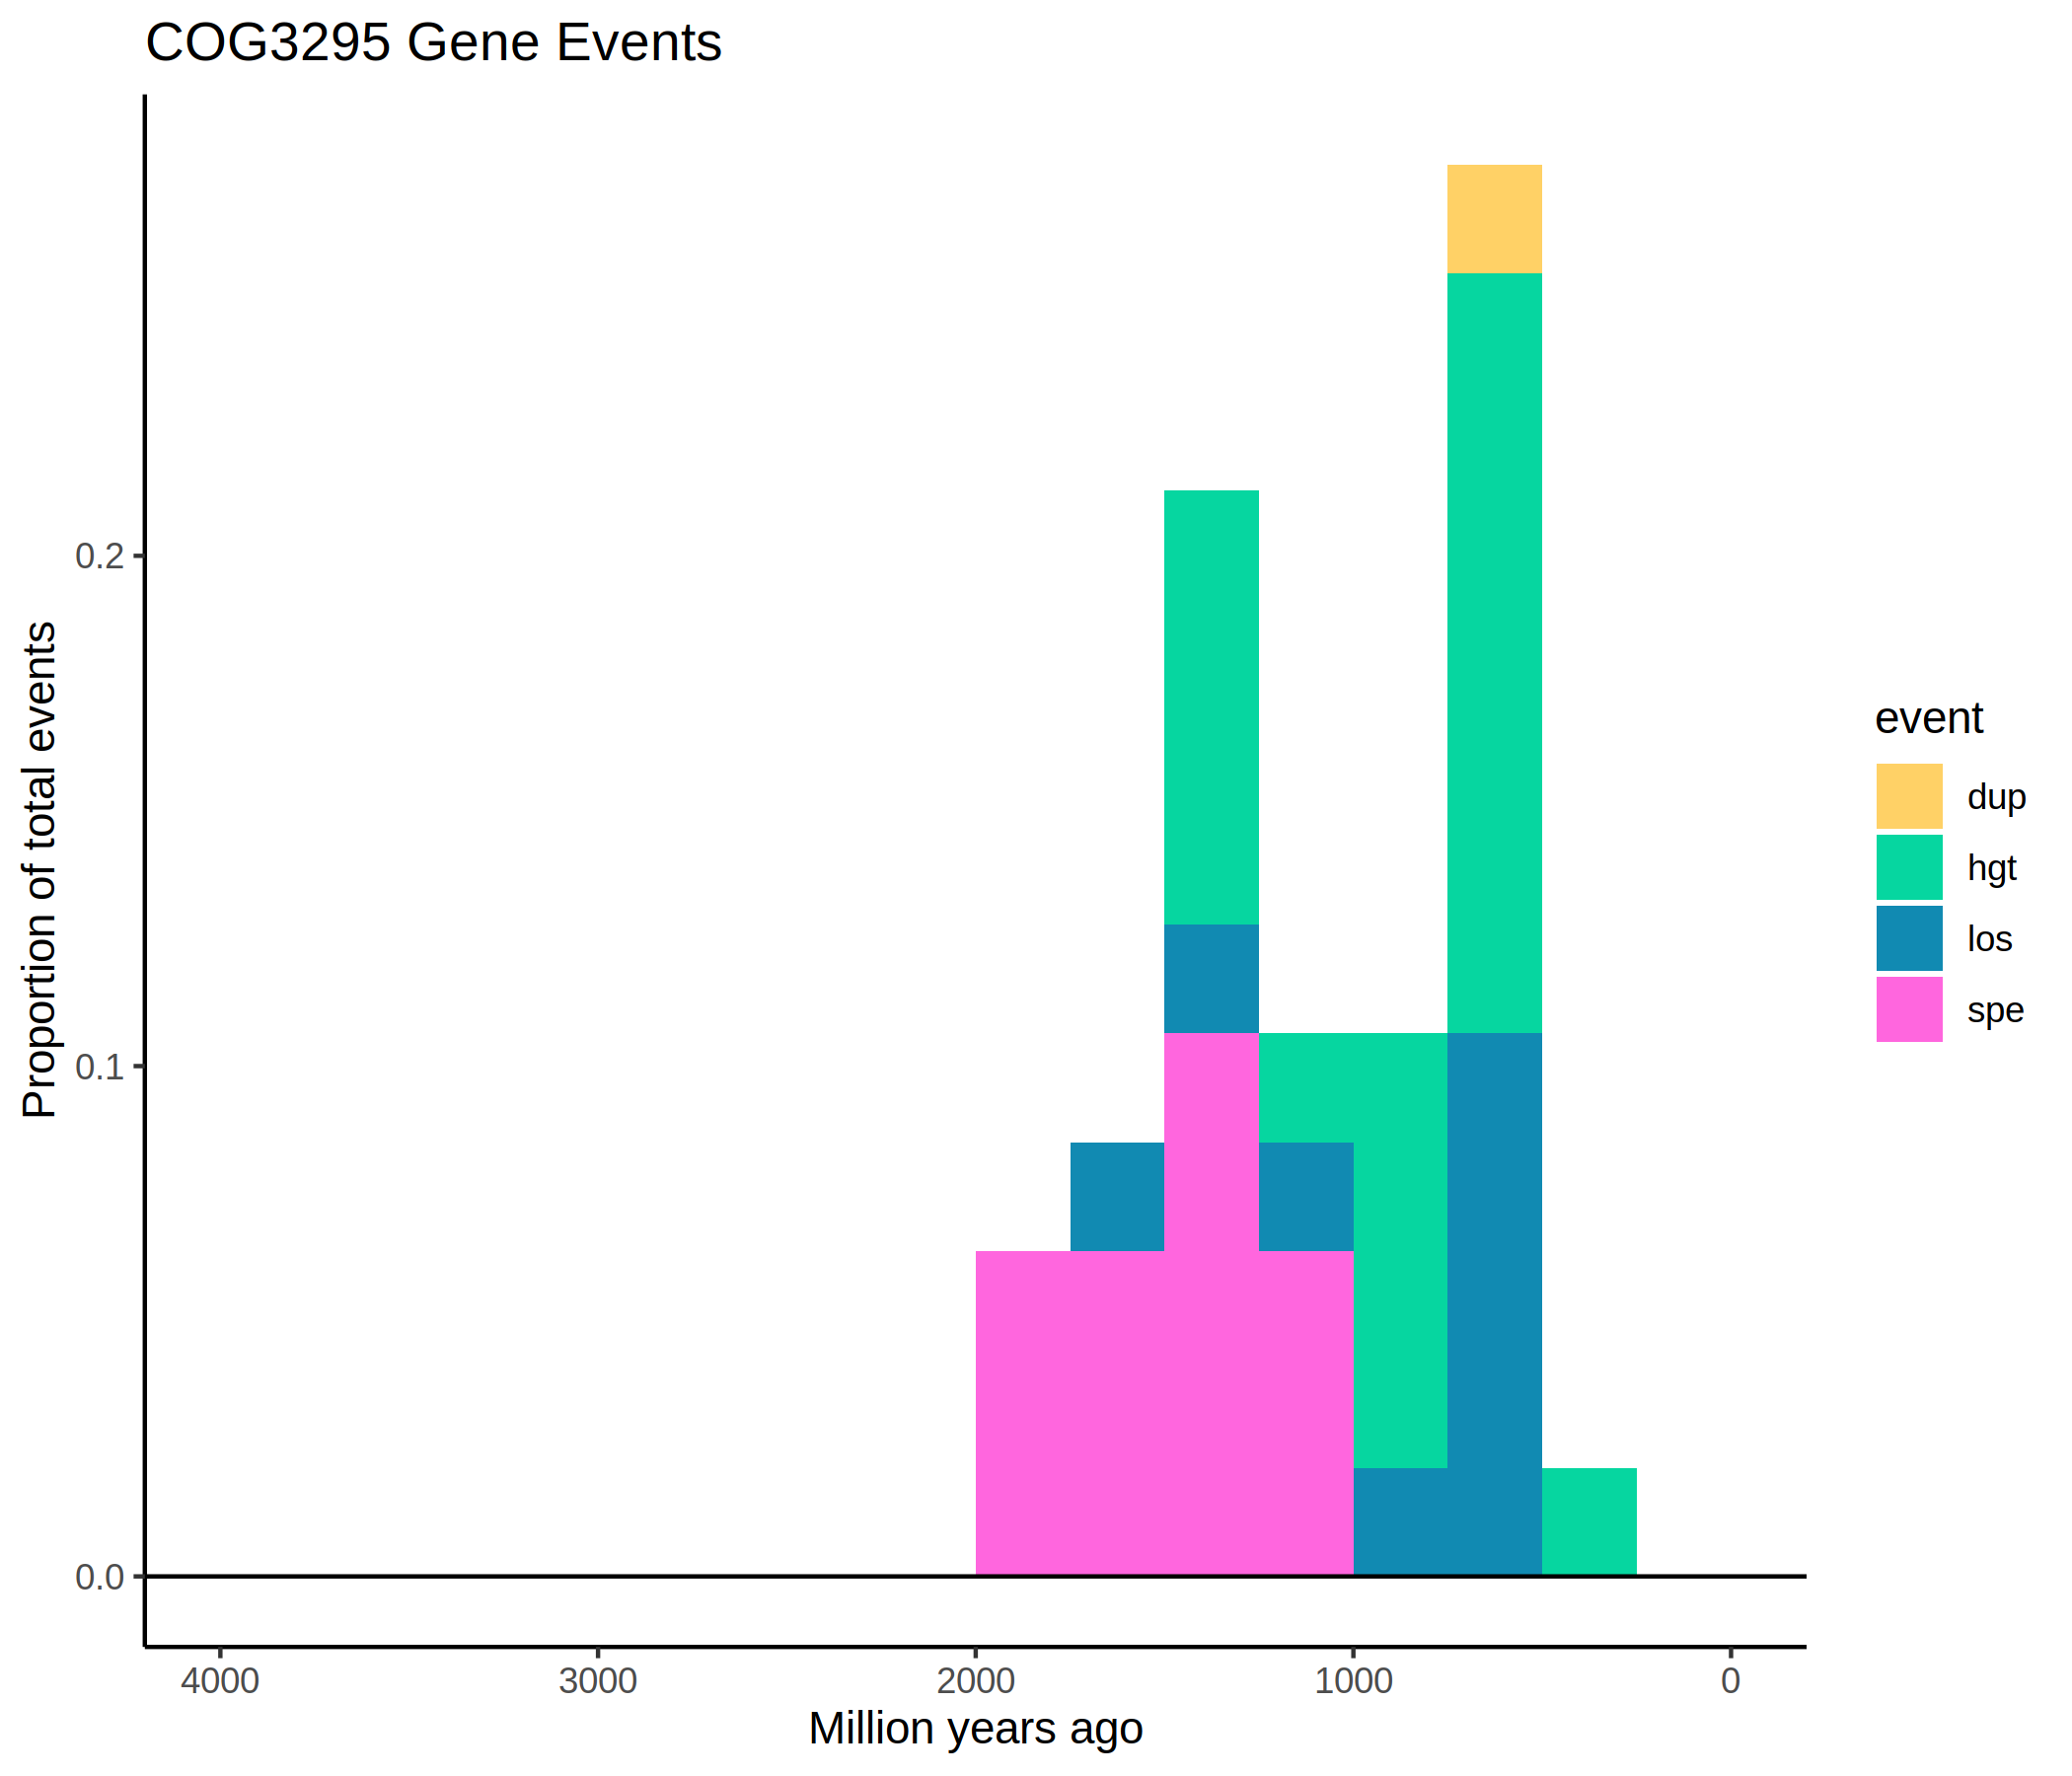 COG3295 Gene Events
Proportion of total events
0.2
0.1
0.0
4000 3000 2000 1000 0
Million years ago
event
dup
hgt
los
spe